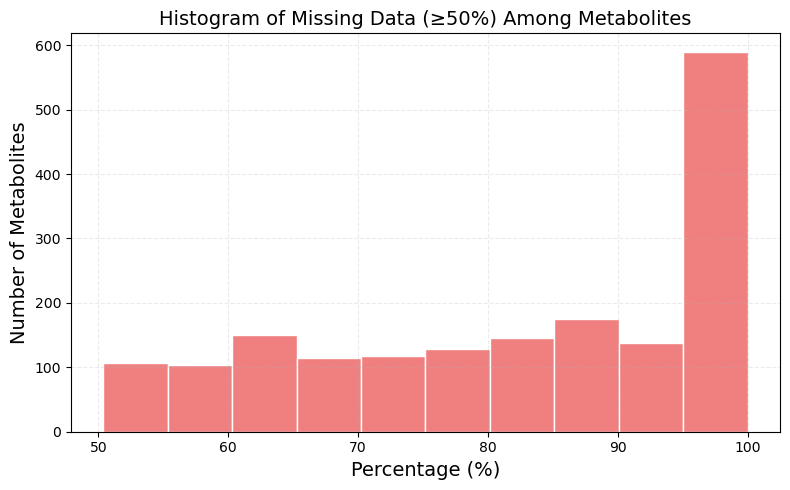 Histogram of Missing Data (≥50%) Among Metabolites
Number of Metabolites
600
500
400
300
200
100
0
50 60 70 80 90 100
Percentage (%)